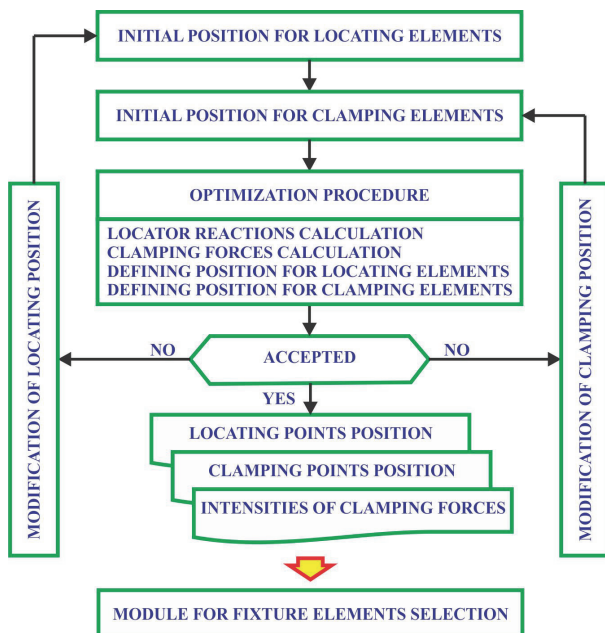 INITIAL POSITION FOR LOCATING ELEMENTS
INITIAL POSITION FOR CLAMPING ELEMENTS
OPTIMIZATION PROCEDURE
LOCATOR REACTIONS CALCULATION
CLAMPING FORCES CALCULATION
DEFINING POSITION FOR LOCATING ELEMENTS
DEFINING POSITION FOR CLAMPING ELEMENTS
MODIFICATION OF LOCATING POSITION
MODIFICATION OF CLAMPING POSITION
NO
ACCEPTED
NO
YES
LOCATING POINTS POSITION
CLAMPING POINTS POSITION
INTENSITIES OF CLAMPING FORCES
MODULE FOR FIXTURE ELEMENTS SELECTION